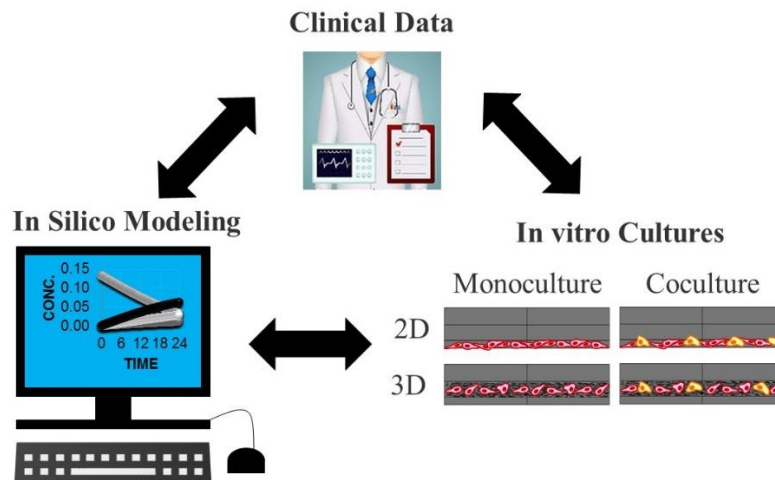 Clinical Data
In Silico Modeling
CONC.
0.15
0.10
0.05
0.00
0 6 12 18 24
TIME
In vitro Cultures
Monoculture Coculture
2D
3D